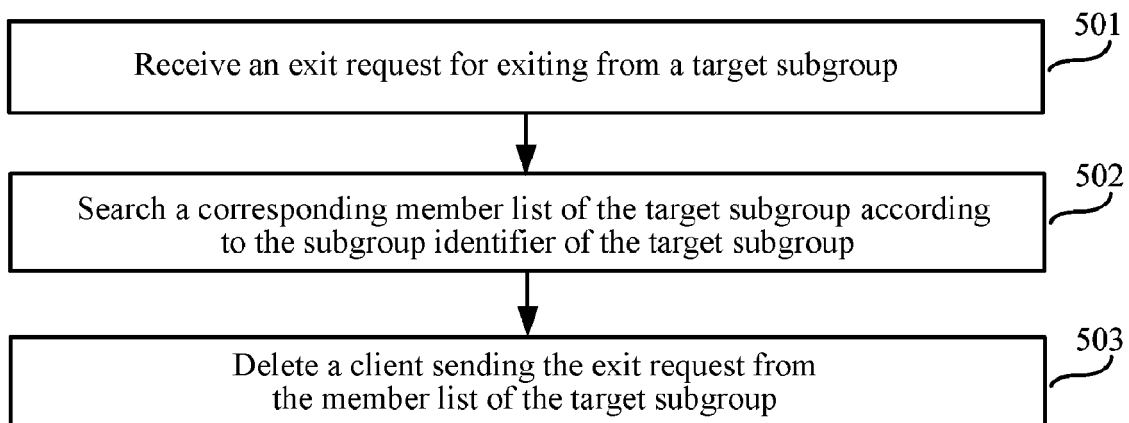 501
Receive an exit request for exiting from a target subgroup
502
Search a corresponding member list of the target subgroup according
to the subgroup identifier of the target subgroup
503
Delete a client sending the exit request from
the member list of the target subgroup